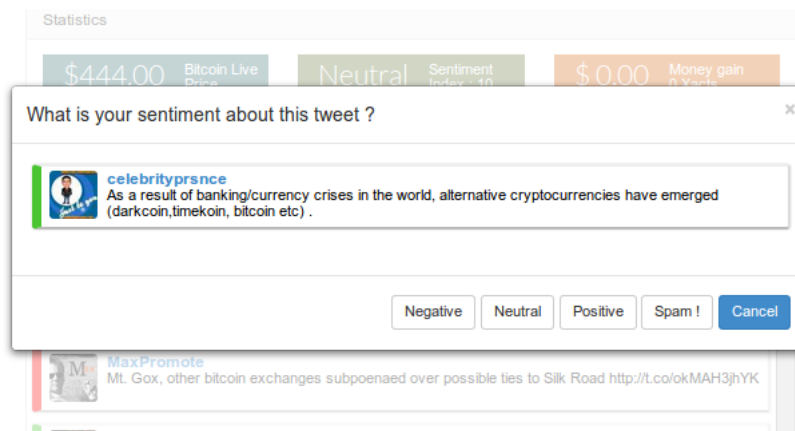 Statistics
$444.00 Bitcoin Live Price
Neutral Sentiment Index : 10
$ 0.00 Money gain 0 Xacts
What is your sentiment about this tweet ?
×
celebrityprsnce
As a result of banking/currency crises in the world, alternative cryptocurrencies have emerged
(darkcoin,timekoin, bitcoin etc) .
Negative Neutral Positive Spam ! Cancel
MaxPromote
Mt. Gox, other bitcoin exchanges subpoenaed over possible ties to Silk Road http://t.co/okMAH3jhYK